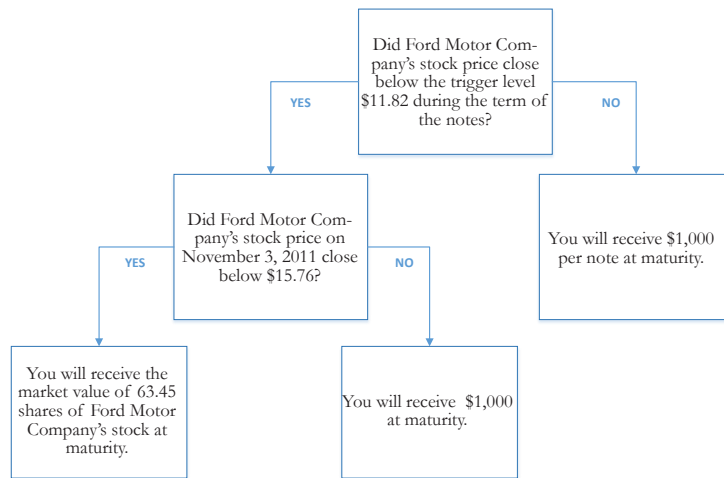 Did Ford Motor Com-
pany's stock price close
below the trigger level
$11.82 during the term of
the notes?
YES
NO
Did Ford Motor Com-
pany's stock price on
November 3, 2011 close
below $15.76?
You will receive $1,000
per note at maturity.
YES
NO
You will receive the
market value of 63.45
shares of Ford Motor
Company's stock at
maturity.
You will receive $1,000
at maturity.